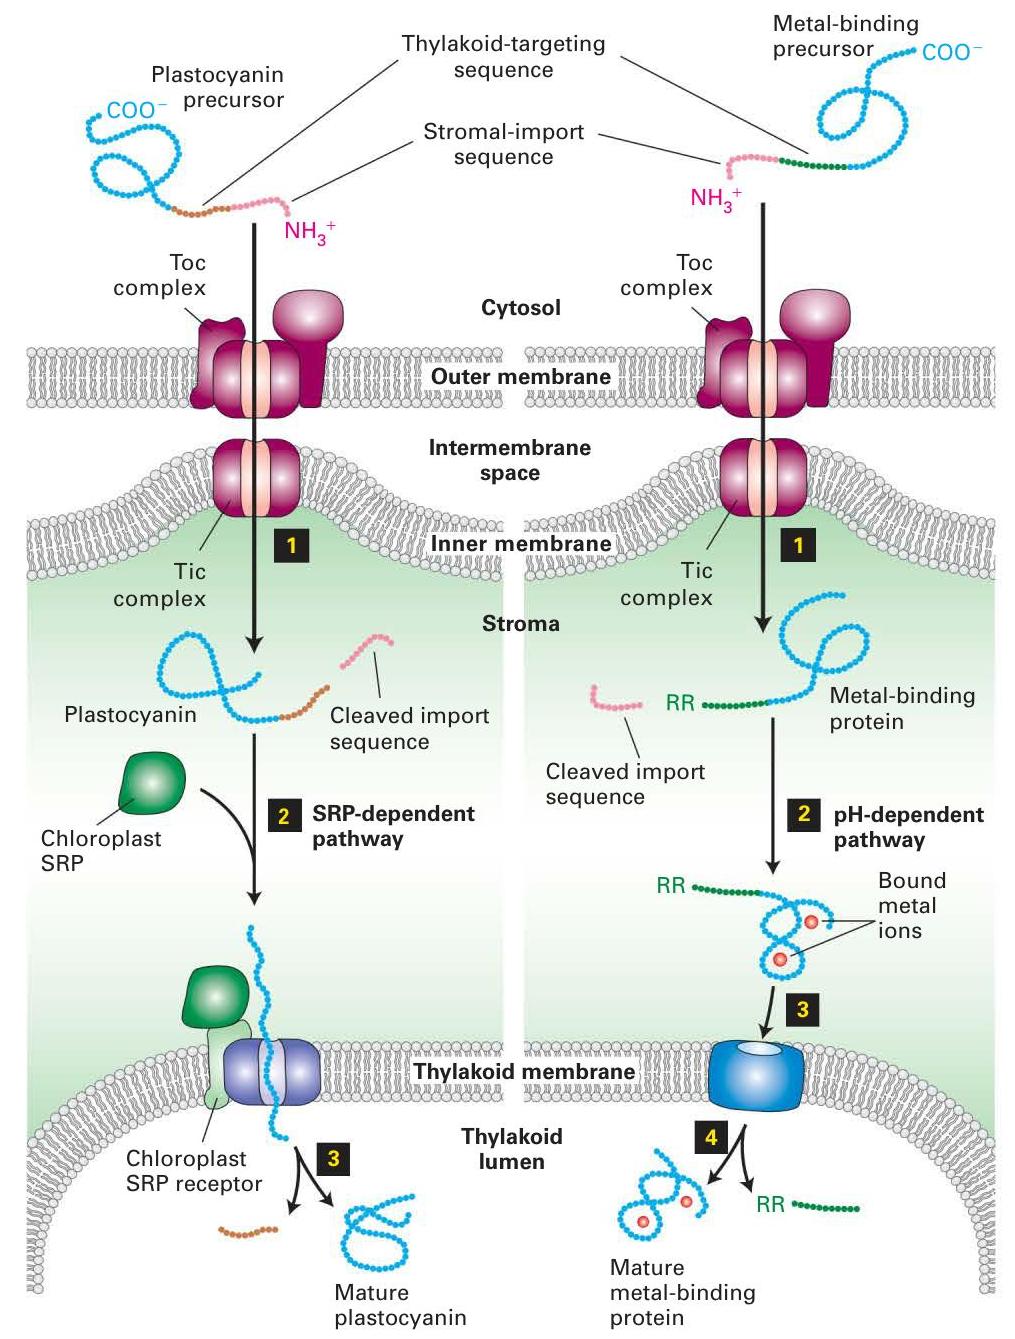 Metal-binding
precursor
COO⁻
Thylakoid-targeting
sequence
Plastocyanin
precursor
COO⁻
Stromal-import
sequence
NH₃⁺
NH₃⁺
Toc
complex
Toc
complex
Cytosol
Outer membrane
Intermembrane
space
1
1
Inner membrane
Tic
complex
Tic
complex
Stroma
Plastocyanin
Cleaved import
sequence
RR
Metal-binding
protein
Cleaved import
sequence
Chloroplast
SRP
2
SRP-dependent
pathway
2
pH-dependent
pathway
RR
Bound
metal
ions
3
Thylakoid membrane
Thylakoid
lumen
Chloroplast
SRP receptor
3
4
RR
Mature
plastocyanin
Mature
metal-binding
protein